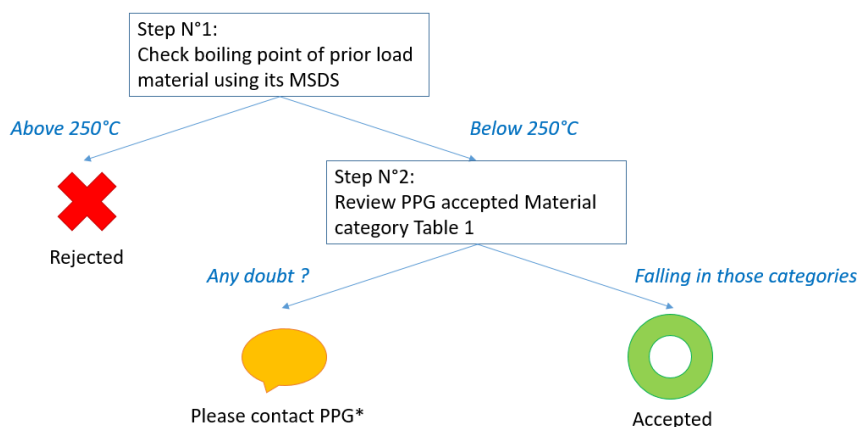 Step N°1:
Check boiling point of prior load
material using its MSDS
Above 250°C
Below 250°C
Rejected
Step N°2:
Review PPG accepted Material
category Table 1
Any doubt ?
Falling in those categories
Please contact PPG*
Accepted